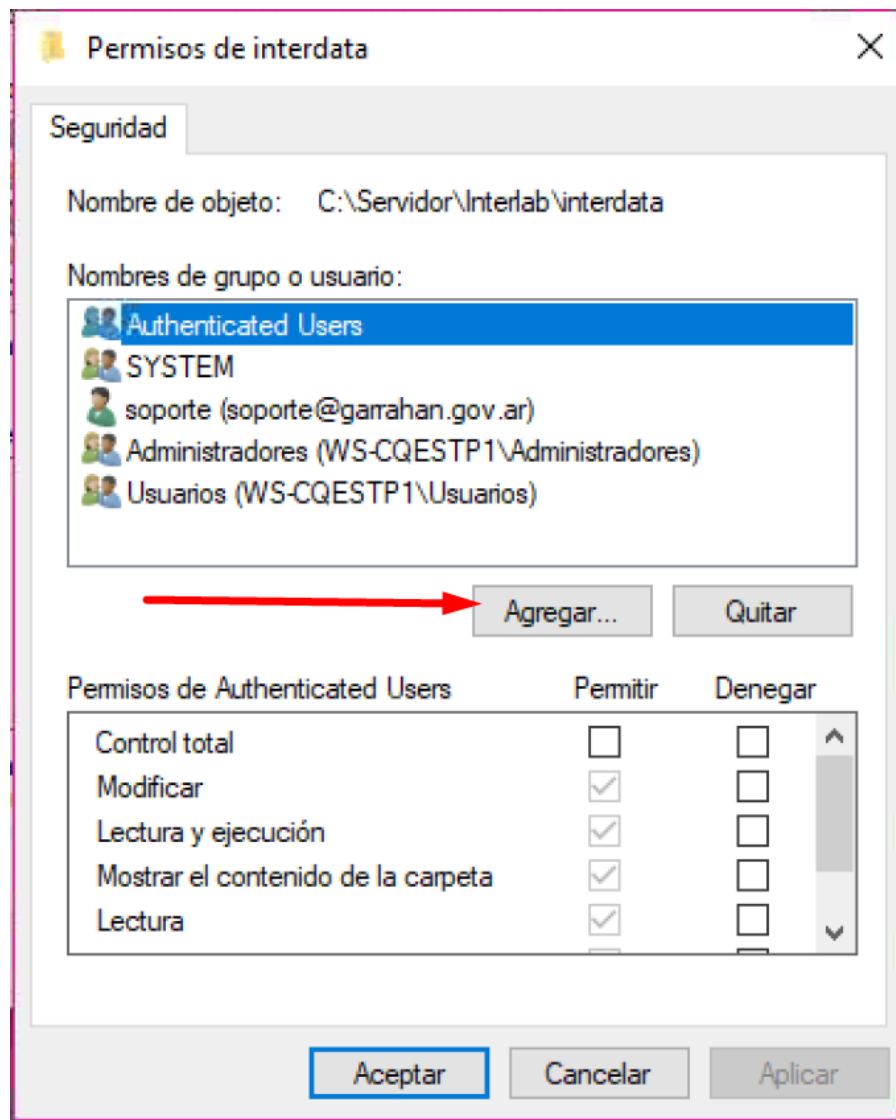 Permisos de interdata
Seguridad
Nombre de objeto: C:\Servidor\Interlab\interdata
Nombres de grupo o usuario:
Authenticated Users
SYSTEM
soporte (soporte@garrahan.gov.ar)
Administradores (WS-CQESTP1\Administradores)
Usuarios (WS-CQESTP1\Usuarios)
Agregar... Quitar
Permisos de Authenticated Users Permitir Denegar
Control total
Modificar
Lectura y ejecución
Mostrar el contenido de la carpeta
Lectura
Aceptar Cancelar Aplicar